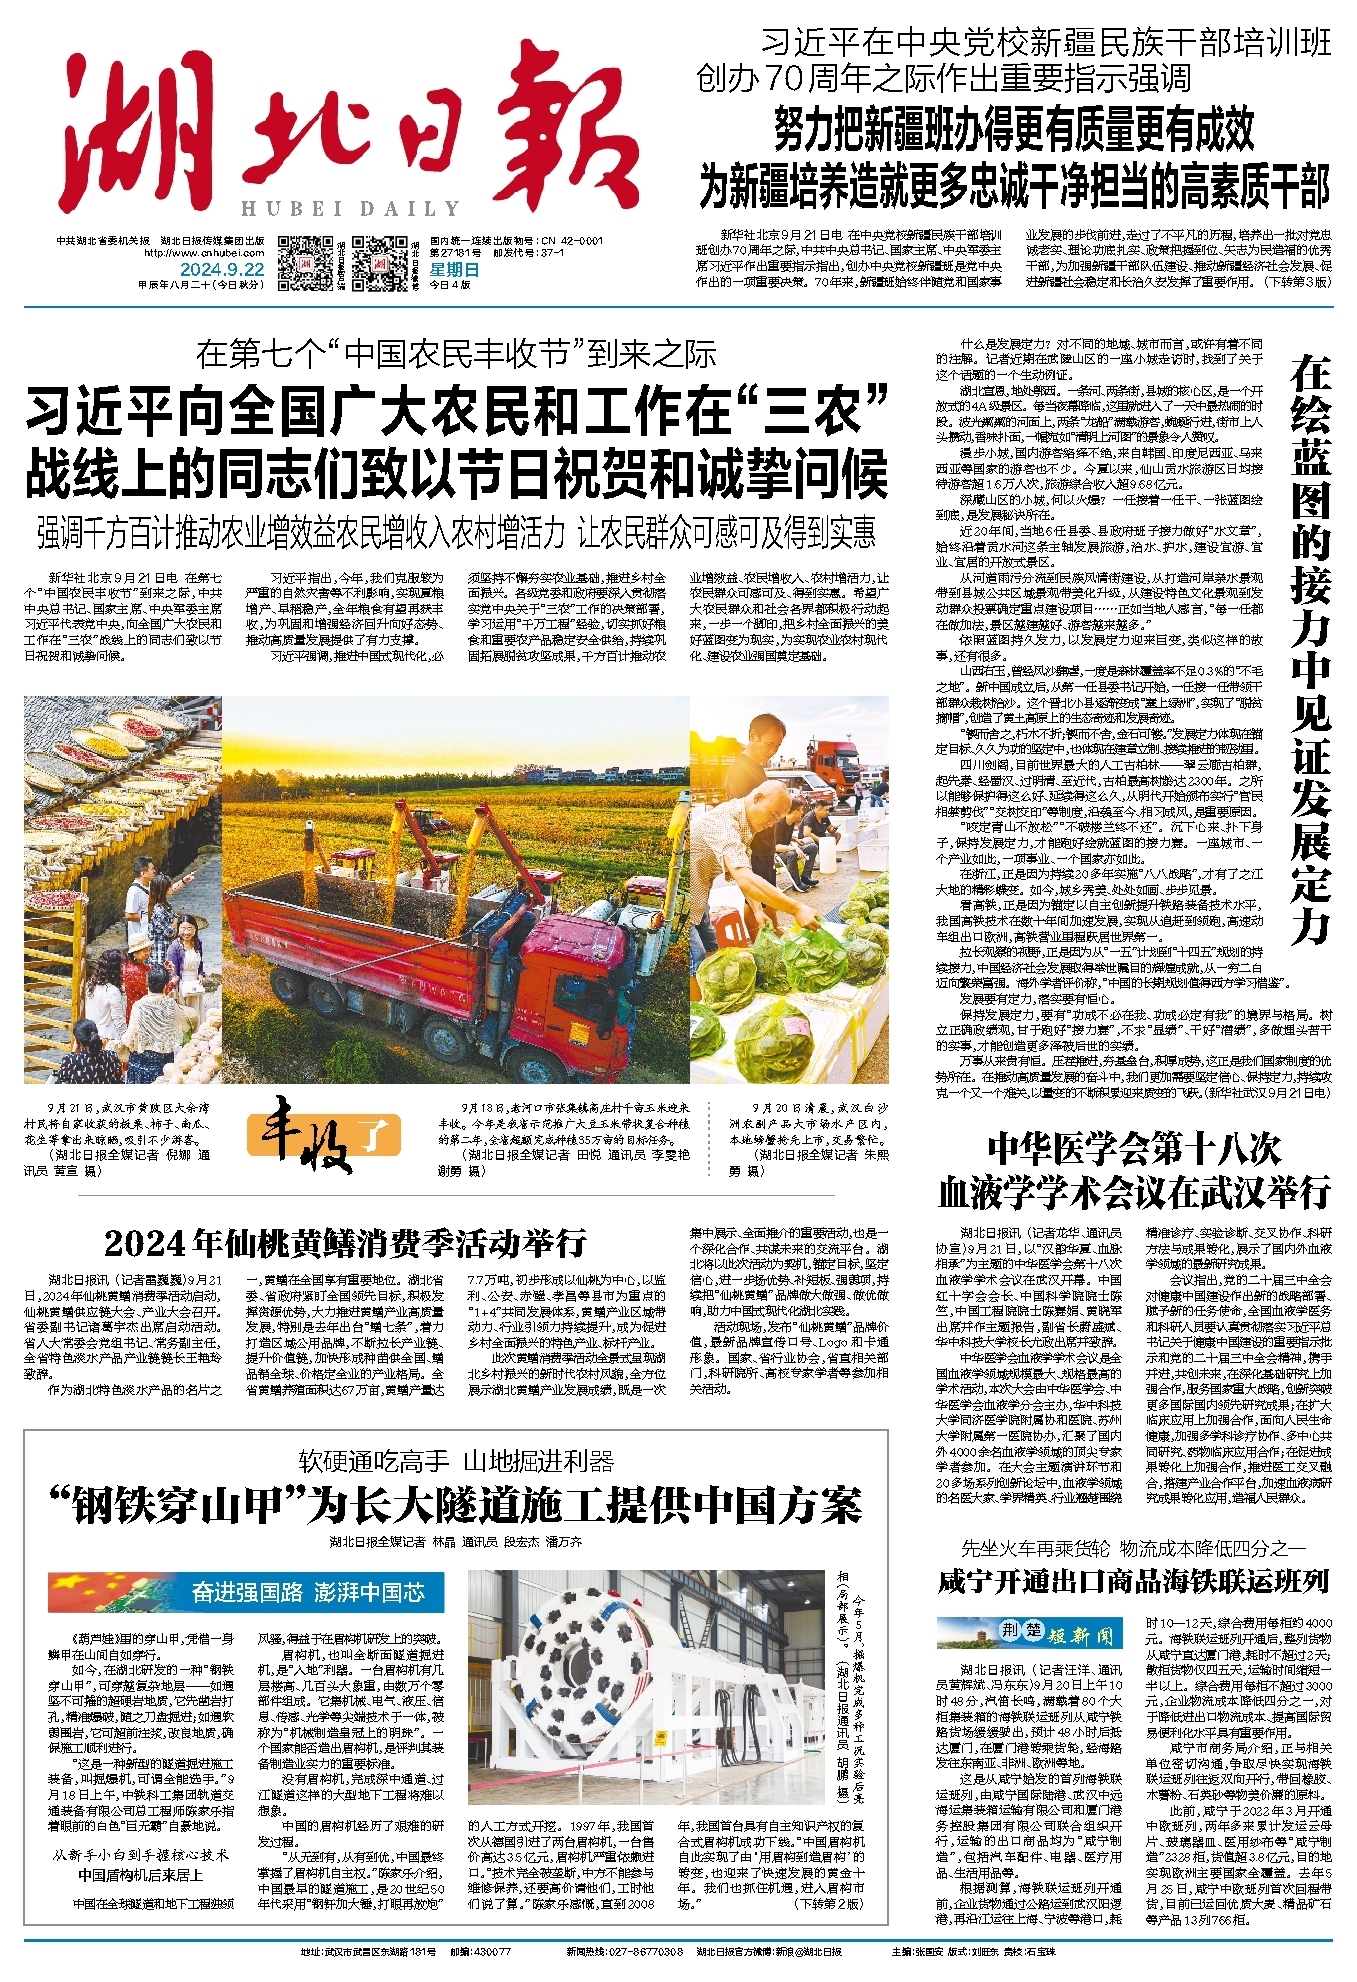 湖北日報
HUBEI DAILY
中共湖北省委机关报 湖北日报传媒集团出版
http://www.cnhubei.com
2024.9.22
甲辰年八月二十(今日秋分)
国内统一连续出版物号:CN 42-0001
第27181号 邮发代号:37-1
星期日
今日4版
习近平在中央党校新疆民族干部培训班
创办70周年之际作出重要指示强调
努力把新疆班办得更有质量更有成效
为新疆培养造就更多忠诚干净担当的高素质干部
新华社北京9月21日电 在中央党校新疆民族干部培训
班创办70周年之际,中共中央总书记、国家主席、中央军委主
席习近平作出重要指示指出,创办中央党校新疆班是党中央
作出的一项重要决策。70年来,新疆班始终伴随党和国家事
业发展的步伐前进,走过了不平凡的历程,培养出一批对党忠
诚老实、理论功底扎实、政策把握到位、矢志为民造福的优秀
干部,为加强新疆干部队伍建设、推动新疆经济社会发展、促
进新疆社会稳定和长治久安发挥了重要作用。(下转第3版)
在第七个“中国农民丰收节”到来之际
习近平向全国广大农民和工作在“三农”
战线上的同志们致以节日祝贺和诚挚问候
强调千方百计推动农业增效益农民增收入农村增活力 让农民群众可感可及得到实惠
新华社北京9月21日电 在第七
个“中国农民丰收节”到来之际,中共
中央总书记、国家主席、中央军委主席
习近平代表党中央,向全国广大农民和
工作在“三农”战线上的同志们致以节
日祝贺和诚挚问候。
习近平指出,今年,我们克服较为
严重的自然灾害等不利影响,实现夏粮
增产、早稻稳产,全年粮食有望再获丰
收,为巩固和增强经济回升向好态势、
推动高质量发展提供了有力支撑。
习近平强调,推进中国式现代化,必
须坚持不懈夯实农业基础,推进乡村全
面振兴。各级党委和政府要深入贯彻落
实党中央关于“三农”工作的决策部署,
学习运用“千万工程”经验,切实抓好粮
食和重要农产品稳定安全供给,持续巩
固拓展脱贫攻坚成果,千方百计推动农
业增效益、农民增收入、农村增活力,让
农民群众可感可及、得到实惠。希望广
大农民群众和社会各界都积极行动起
来,一步一个脚印,把乡村全面振兴的美
好蓝图变为现实,为实现农业农村现代
化、建设农业强国奠定基础。
9月21日,武汉市黄陂区大余湾
村民将自家收获的板栗、柿子、南瓜、
花生等拿出来晾晒,吸引不少游客。
(湖北日报全媒记者 倪娜 通
讯员 黄宣 摄)
丰收了
9月18日,老河口市张集镇高庄村千亩玉米迎来
丰收。今年是我省示范推广大豆玉米带状复合种植
的第二年,全省超额完成种植35万亩的目标任务。
(湖北日报全媒记者 田悦 通讯员 李雯艳
谢勇 摄)
9月20日清晨,武汉白沙
洲农副产品大市场水产区内,
本地螃蟹抢先上市,交易繁忙。
(湖北日报全媒记者 朱熙
勇 摄)
2024年仙桃黄鳝消费季活动举行
湖北日报讯(记者雷巍巍)9月21
日,2024年仙桃黄鳝消费季活动启动,
仙桃黄鳝供应链大会、产业大会召开。
省委副书记诸葛宇杰出席启动活动。
省人大常委会党组书记、常务副主任,
全省特色淡水产品产业链链长王艳玲
致辞。
作为湖北特色淡水产品的名片之
一,黄鳝在全国享有重要地位。湖北省
委、省政府紧盯全国领先目标,积极发
挥资源优势,大力推进黄鳝产业高质量
发展,特别是去年出台“鳝七条”,着力
打造区域公用品牌,不断拉长产业链、
提升价值链,加快形成种苗供全国、鳝
品销全球、价格定全业的产业格局。全
省黄鳝养殖面积达67万亩,黄鳝产量达
7.7万吨,初步形成以仙桃为中心,以监
利、公安、赤壁、孝昌等县市为重点的
“1+4”共同发展体系,黄鳝产业区域带
动力、行业引领力持续提升,成为促进
乡村全面振兴的特色产业、标杆产业。
此次黄鳝消费季活动全景式呈现湖
北乡村振兴的新时代农村风貌,全方位
展示湖北黄鳝产业发展成绩,既是一次
集中展示、全面推介的重要活动,也是一
个深化合作、共谋未来的交流平台。湖
北将以此次活动为契机,锚定目标,坚定
信心,进一步扬优势、补短板、强弱项,持
续把“仙桃黄鳝”品牌做大做强、做优做
响,助力中国式现代化湖北实践。
活动现场,发布“仙桃黄鳝”品牌价
值,最新品牌宣传口号、Logo和卡通
形象。国家、省行业协会,省直相关部
门,科研院所、高校专家学者等参加相
关活动。
软硬通吃高手 山地掘进利器
“钢铁穿山甲”为长大隧道施工提供中国方案
湖北日报全媒记者 林晶 通讯员 段宏杰 潘万齐
奋进强国路 澎湃中国芯
《葫芦娃》里的穿山甲,凭借一身
鳞甲在山间自如穿行。
如今,在湖北研发的一种“钢铁
穿山甲”,可穿越复杂地层——如遇
坚不可摧的超硬岩地质,它先凿岩打
孔,精准爆破,随之刀盘掘进;如遇软
弱围岩,它可超前注浆,改良地质,确
保施工顺利进行。
“这是一种新型的隧道掘进施工
装备,叫掘爆机,可谓全能选手。”9
月18日上午,中铁科工集团轨道交
通装备有限公司总工程师陈家乐指
着眼前的白色“巨无霸”自豪地说。
从新手小白到手握核心技术
中国盾构机后来居上
中国在全球隧道和地下工程独领
风骚,得益于在盾构机研发上的突破。
盾构机,也叫全断面隧道掘进
机,是“入地”利器。一台盾构机有几
层楼高、几百头大象重,由数万个零
部件组成。它集机械、电气、液压、信
息、传感、光学等尖端技术于一体,被
称为“机械制造皇冠上的明珠”。一
个国家能否造出盾构机,是评判其装
备制造业实力的重要标准。
没有盾构机,完成深中通道、过
江隧道这样的大型地下工程将难以
想象。
中国的盾构机经历了艰难的研
发过程。
“从无到有,从有到优,中国最终
掌握了盾构机自主权。”陈家乐介绍,
中国最早的隧道施工,是20世纪50
年代采用“钢钎加大锤,打眼再放炮”
今年5月,掘爆机完成多种工况实验后亮
相(局部展示)。(湖北日报通讯员 胡鹏 摄)
的人工方式开挖。1997年,我国首
次从德国引进了两台盾构机,一台售
价高达3.5亿元,盾构机严重依赖进
口。“技术完全被垄断,中方不能参与
维修保养,还要高价请他们,工时他
们说了算。”陈家乐感慨,直到2008
年,我国首台具有自主知识产权的复
合式盾构机成功下线。“中国盾构机
自此实现了由‘用盾构到造盾构’的
转变,也迎来了快速发展的黄金十
年。我们也抓住机遇,进入盾构市
场。” (下转第2版)
在绘蓝图的接力中见证发展定力
什么是发展定力?对不同的地域、城市而言,或许有着不同
的注解。记者近期在武陵山区的一座小城走访时,找到了关于
这个话题的一个生动例证。
湖北宣恩,地处鄂西。一条河、两条街,县城的核心区,是一个开
放式的4A级景区。每当夜幕降临,这里就进入了一天中最热闹的时
段。波光粼粼的河面上,两条“龙船”满载游客,蜿蜒行进,街市上人
头攒动,香味扑面,一幅宛如“清明上河图”的景象令人赞叹。
漫步小城,国内游客络绎不绝,来自韩国、印度尼西亚、马来
西亚等国家的游客也不少。今夏以来,仙山贡水旅游区日均接
待游客超1.6万人次,旅游综合收入超9.68亿元。
深藏山区的小城,何以火爆?一任接着一任干、一张蓝图绘
到底,是发展秘诀所在。
近20年间,当地6任县委、县政府班子接力做好“水文章”,
始终沿着贡水河这条主轴发展旅游,治水、护水,建设宜游、宜
业、宜居的开放式景区。
从河道雨污分流到民族风情街建设,从打造河岸亲水景观
带到县城公共区域景观带美化升级,从建设特色文化景观到发
动群众投票确定重点建设项目……正如当地人感言,“每一任都
在做加法,景区越建越好、游客越来越多。”
依照蓝图持久发力,以发展定力迎来巨变,类似这样的故
事,还有很多。
山西右玉,曾经风沙肆虐,一度是森林覆盖率不足0.3%的“不毛
之地”。新中国成立后,从第一任县委书记开始,一任接一任带领干
部群众栽树治沙。这个晋北小县逐渐变成“塞上绿洲”,实现了“脱贫
摘帽”,创造了黄土高原上的生态奇迹和发展奇迹。
“锲而舍之,朽木不折;锲而不舍,金石可镂。”发展定力体现在锚
定目标、久久为功的坚定中,也体现在建章立制、接续推进的韧劲里。
四川剑阁,目前世界最大的人工古柏林——翠云廊古柏群,
起先秦、经蜀汉、过明清、至近代,古柏最高树龄达2300年。之所
以能够保护得这么好、延续得这么久,从明代开始颁布实行“官民
相禁剪伐”“交树交印”等制度,沿袭至今、相习成风,是重要原因。
“咬定青山不放松”“不破楼兰终不还”。沉下心来、扑下身
子,保持发展定力,才能跑好绘就蓝图的接力赛。一座城市、一
个产业如此,一项事业、一个国家亦如此。
在浙江,正是因为持续20多年实施“八八战略”,才有了之江
大地的精彩蝶变。如今,城乡秀美、处处如画、步步见景。
看高铁,正是因为锚定以自主创新提升铁路装备技术水平,
我国高铁技术在数十年间加速发展,实现从追赶到领跑,高速动
车组出口欧洲,高铁营业里程跃居世界第一。
拉长观察的视野,正是因为从“一五”计划到“十四五”规划的持
续接力,中国经济社会发展取得举世瞩目的辉煌成就,从一穷二白
迈向繁荣富强。海外学者评价称,“中国的长期规划值得西方学习借鉴”。
发展要有定力,落实要有恒心。
保持发展定力,要有“功成不必在我、功成必定有我”的境界与格局。树
立正确政绩观,甘于跑好“接力赛”,不求“显绩”、干好“潜绩”,多做埋头苦干
的实事,才能创造更多泽被后世的实绩。
万事从来贵有恒。压茬推进,夯基垒台,积厚成势,这正是我们国家制度的优
势所在。在推动高质量发展的奋斗中,我们更加需要坚定信心、保持定力,持续攻
克一个又一个难关,以量变的不断积累迎来质变的飞跃。(新华社武汉9月21日电)
中华医学会第十八次
血液学学术会议在武汉举行
湖北日报讯(记者龙华、通讯员
协宣)9月21日,以“汉韵华夏、血脉
相承”为主题的中华医学会第十八次
血液学学术会议在武汉开幕。中国
红十字会会长、中国科学院院士陈
竺,中国工程院院士陈赛娟、黄晓军
出席并作主题报告,副省长蔚盛斌、
华中科技大学校长尤政出席并致辞。
中华医学会血液学学术会议是全
国血液学领域规模最大、规格最高的
学术活动,本次大会由中华医学会、中
华医学会血液学分会主办,华中科技
大学同济医学院附属协和医院、苏州
大学附属第一医院协办,汇聚了国内
外4000余名血液学领域的顶尖专家
学者参加。在大会主题演讲环节和
20多场系列创新论坛中,血液学领域
的名医大家、学界精英、行业翘楚围绕
精准诊疗、实验诊断、交叉协作、科研
方法与成果转化,展示了国内外血液
学领域的最新研究成果。
会议指出,党的二十届三中全会
对健康中国建设作出新的战略部署、
赋予新的任务使命,全国血液学医务
和科研人员要认真贯彻落实习近平总
书记关于健康中国建设的重要指示批
示和党的二十届三中全会精神,携手
并进,共创未来,在深化基础研究上加
强合作,服务国家重大战略,创新突破
更多国际国内领先研究成果;在扩大
临床应用上加强合作,面向人民生命
健康,加强多学科诊疗协作、多中心共
同研究、药物临床应用合作;在促进成
果转化上加强合作,推进医工交叉融
合,搭建产业合作平台,加速血液病研
究成果转化应用,造福人民群众。
先坐火车再乘货轮 物流成本降低四分之一
咸宁开通出口商品海铁联运班列
荆楚短新闻
湖北日报讯(记者汪洋、通讯
员黄辉斌、冯东东)9月20日上午10
时48分,汽笛长鸣,满载着80个大
柜集装箱的海铁联运班列从咸宁铁
路货场缓缓驶出,预计48小时后抵
达厦门,在厦门港转乘货轮,经海路
发往东南亚、非洲、欧洲等地。
这是从咸宁始发的首列海铁联
运班列,由咸宁国际陆港、武汉中远
海运集装箱运输有限公司和厦门港
务控股集团有限公司联合组织开
行,运输的出口商品均为“咸宁制
造”,包括汽车配件、电器、医疗用
品、生活用品等。
根据测算,海铁联运班列开通
前,企业货物通过公路运到武汉阳逻
港,再沿江运往上海、宁波等港口,耗
时10—12天,综合费用每柜约4000
元。海铁联运班列开通后,整列货物
从咸宁直达厦门港,耗时不超过2天;
散柜货物仅四五天,运输时间缩短一
半以上。综合费用每柜不超过3000
元,企业物流成本降低四分之一,对
于降低进出口物流成本、提高国际贸
易便利化水平具有重要作用。
咸宁市商务局介绍,正与相关
单位密切沟通,争取尽快实现海铁
联运班列往返双向开行,带回橡胶、
木薯粉、石英砂等物美价廉的原料。
此前,咸宁于2022年3月开通
中欧班列,两年多来累计发运云母
片、玻璃器皿、医用纱布等“咸宁制
造”2328柜,货值超3.8亿元,目的地
实现欧洲主要国家全覆盖。去年5
月25日,咸宁中欧班列首次回程带
货,目前已运回优质大麦、精品矿石
等产品13列766柜。
地址:武汉市武昌区东湖路181号 邮编:430077 新闻热线:027-86770308 湖北日报官方微博:新浪@湖北日报 主编:张国安 版式:刘阳东 责校:石宝珠